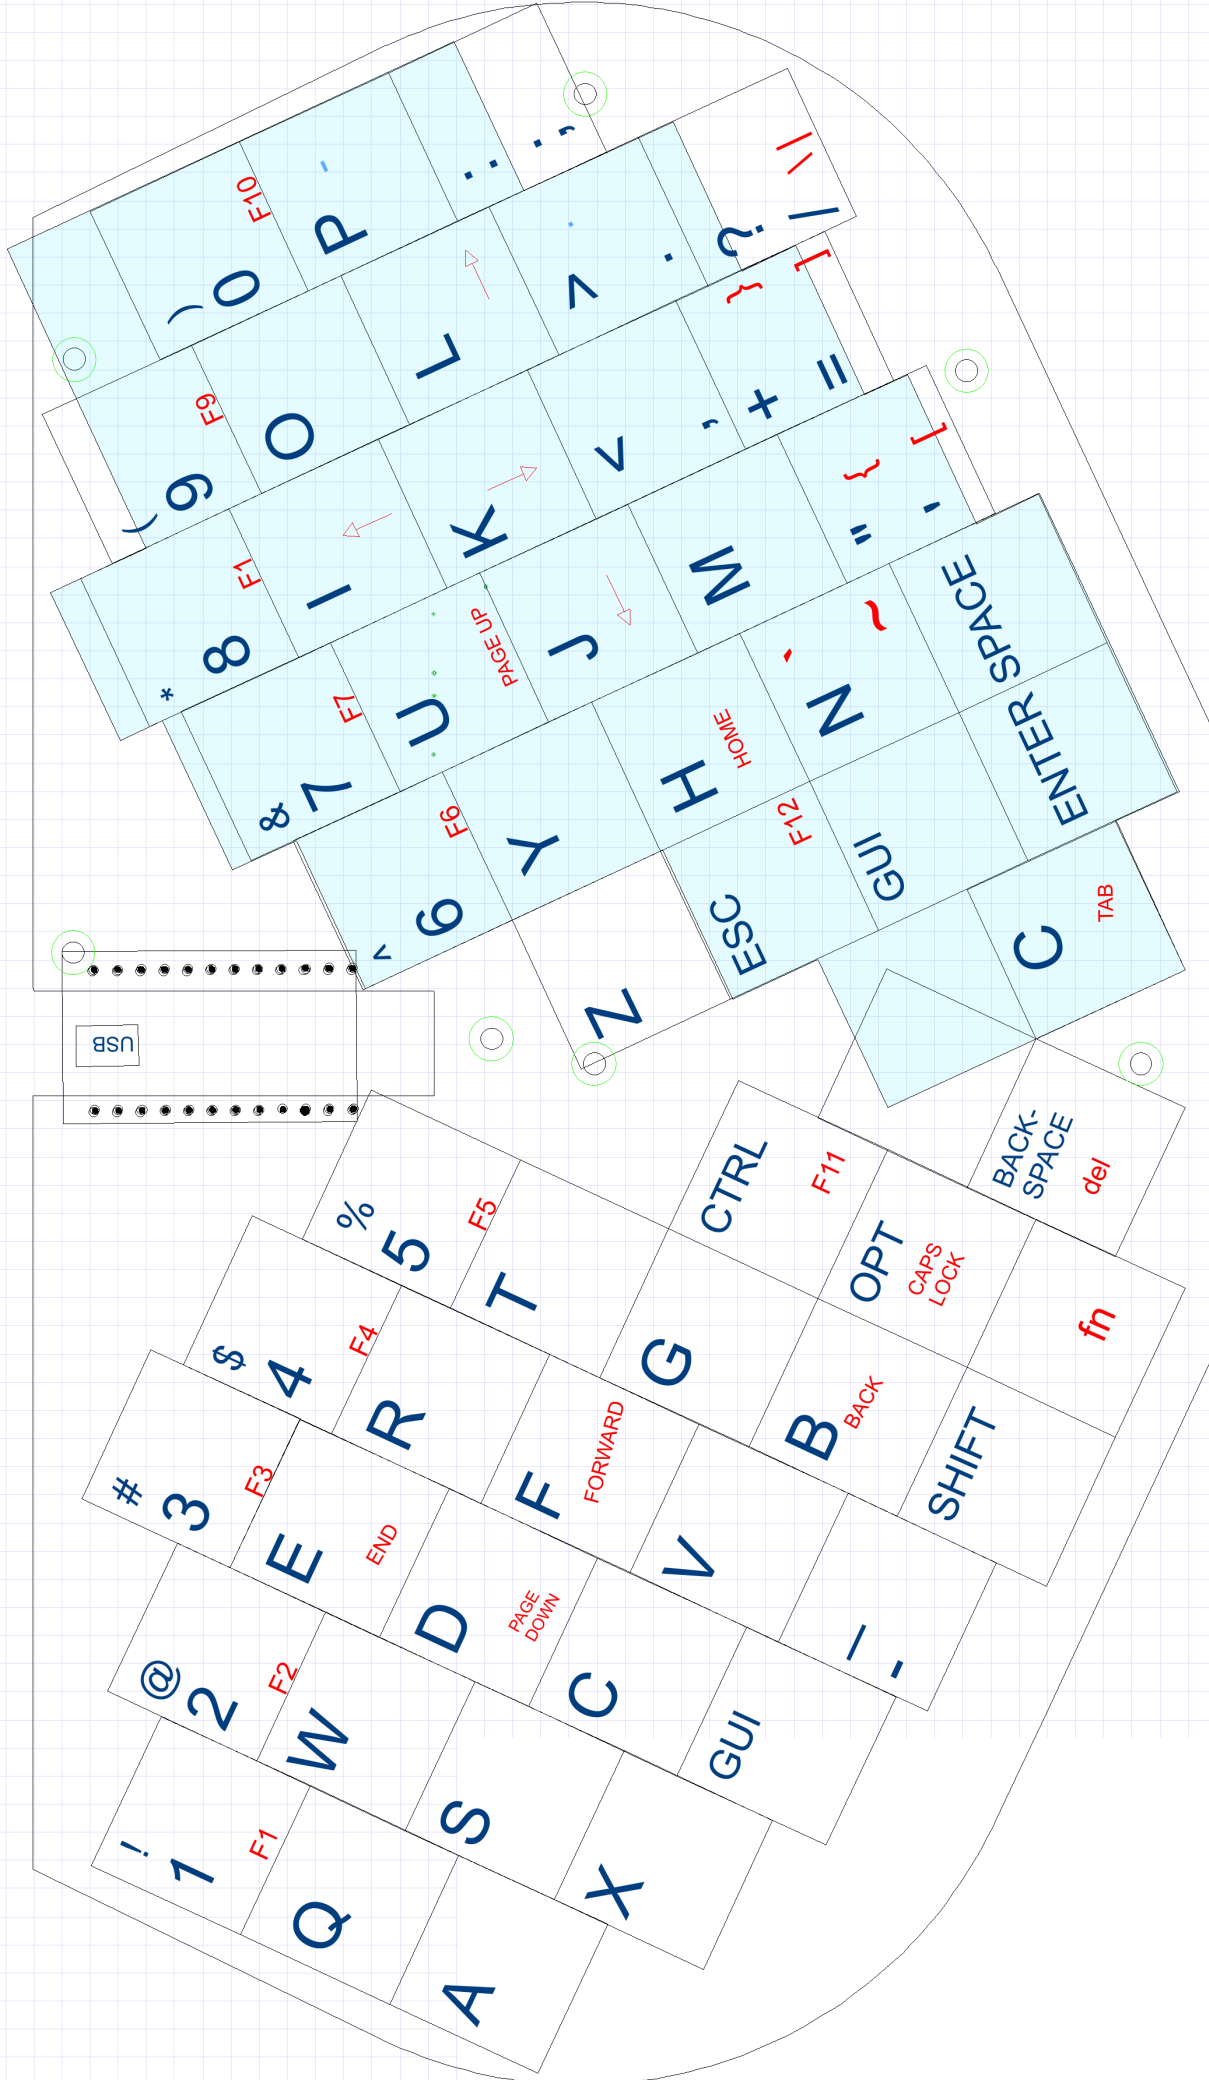 !
1
F1
Q
A
@
2
F2
W
S
X
#
3
F3
E
END
D
PAGE
DOWN
C
GUI
$
4
F4
R
F
FORWARD
V
/
-
%
5
F5
T
G
B
BACK
SHIFT
CTRL
F11
OPT
CAPS
LOCK
fn
BACK-
SPACE
del
USB
Z
^
6
F6
Y
H
HOME
N
`
~
ESC
F12
GUI
ENTER
SPACE
C
TAB
&
7
F7
U
PAGE UP
J
M
"
'
{
[
*
8
F1
I
K
<
,
+
=
{
[
(
9
F9
O
L
>
.
?
/
|
\
)
0
F10
P
-
:
;